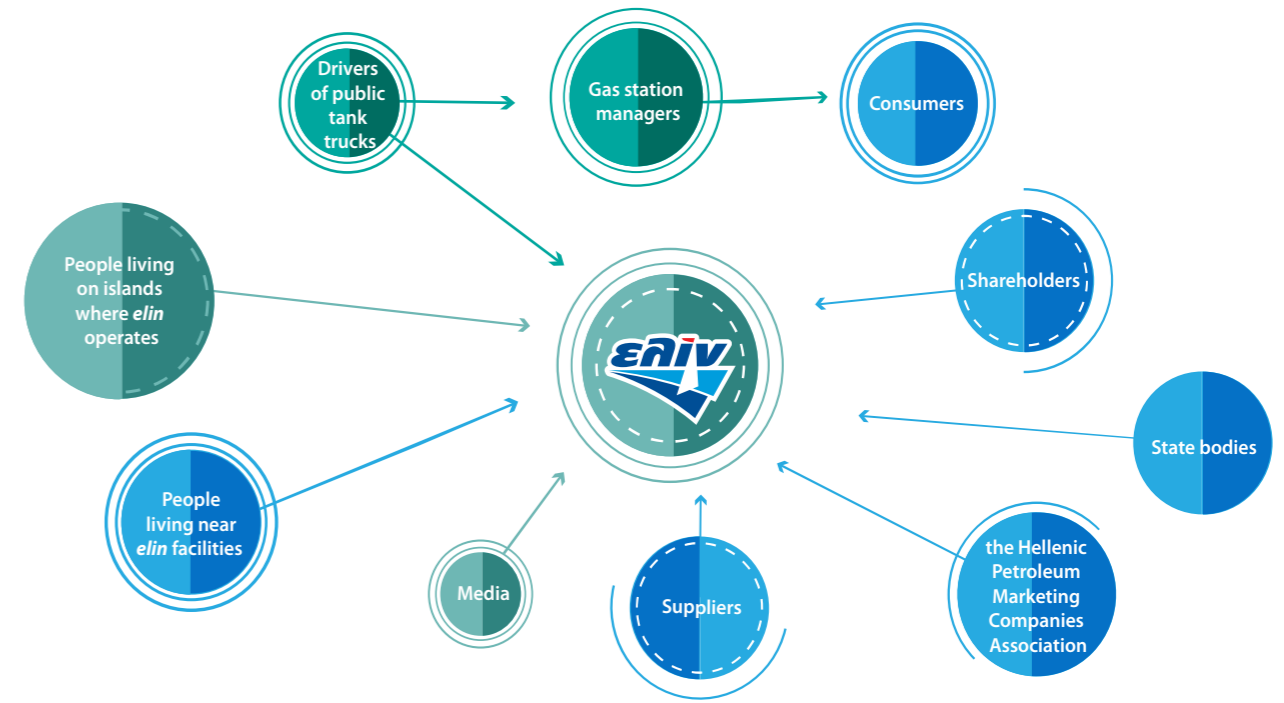 Drivers
of public
tank
trucks
Gas station
managers
Consumers
People living
on islands
where elin
operates
Shareholders
ελίν
State bodies
People
living near
elin facilities
Media
Suppliers
the Hellenic
Petroleum
Marketing
Companies
Association